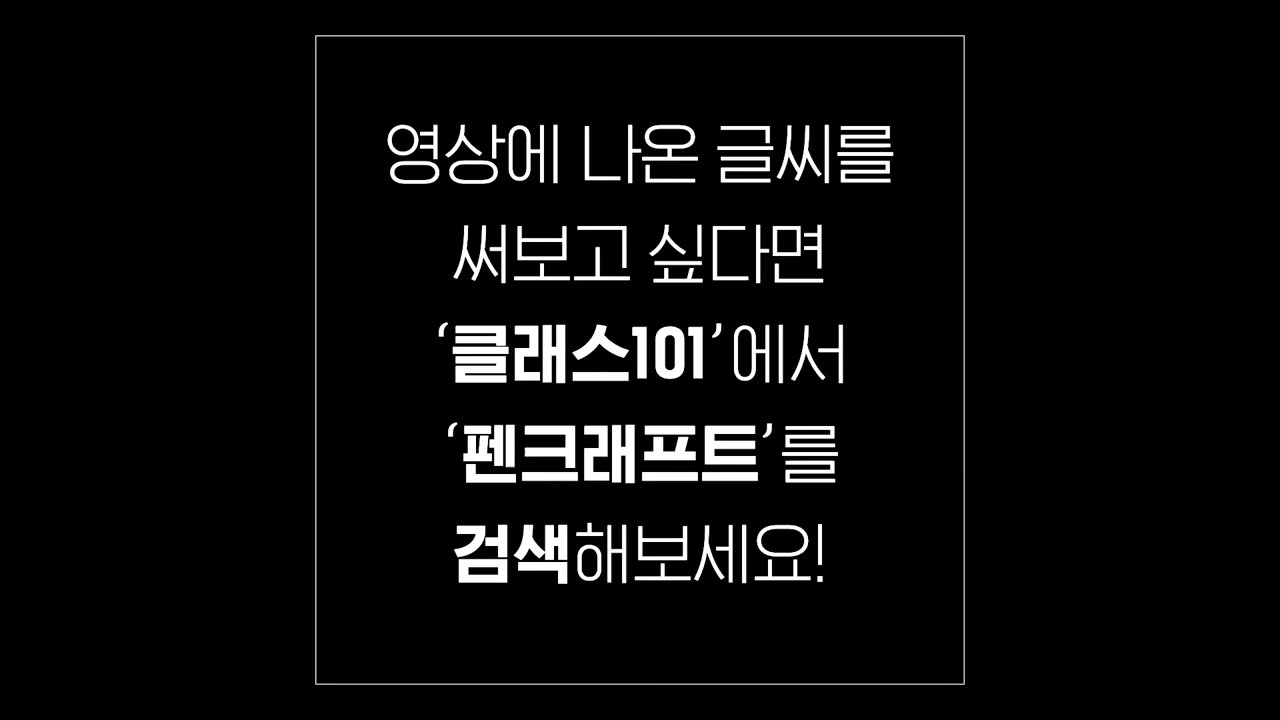 영상에 나온 글씨를
써보고 싶다면
‘클래스101’에서
‘펜크래프트’를
검색해보세요!